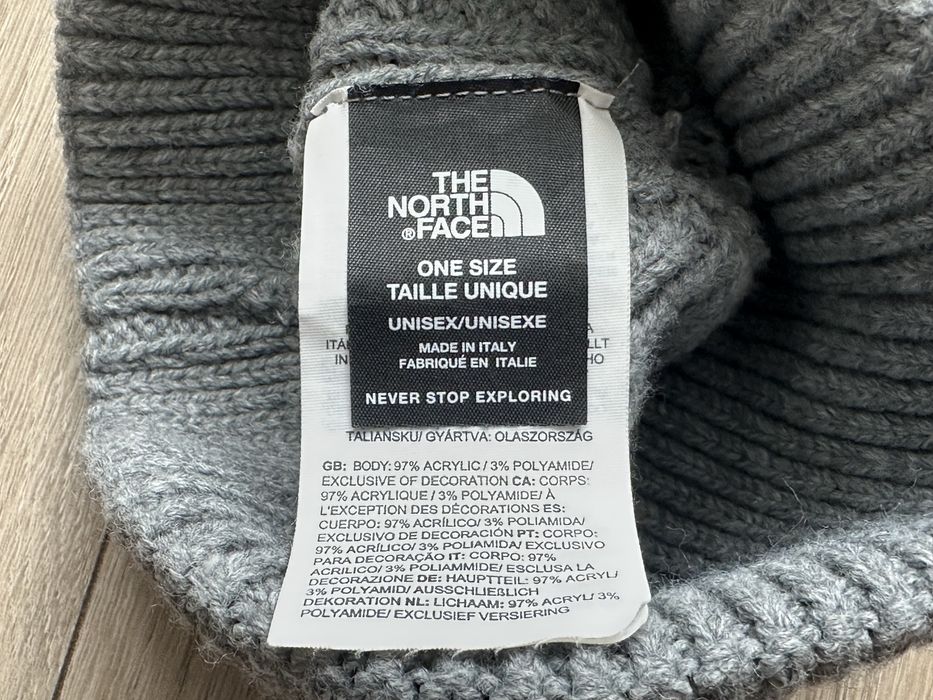 THE
NORTH
®FACE
ONE SIZE
TAILLE UNIQUE
UNISEX/UNISEXE
MADE IN ITALY
FABRIQUÉ EN ITALIE
NEVER STOP EXPLORING
TALIANSKU/ GYÁRTVA: OLASZORSZÁG
GB: BODY: 97% ACRYLIC / 3% POLYAMIDE/
EXCLUSIVE OF DECORATION CA: CORPS:
97% ACRYLIQUE / 3% POLYAMIDE/ À
L'EXCEPTION DES DÉCORATIONS ES:
CUERPO: 97% ACRÍLICO/ 3% POLIAMIDA/
EXCLUSIVO DE DECORACIÓN PT: CORPO:
97% ACRÍLICO/ 3% POLIAMIDA/ EXCLUSIVO
PARA DECORAÇÃO IT: CORPO: 97%
ACRILICO/ 3% POLIAMMIDE/ ESCLUSA LA
DECORAZIONE DE: HAUPTTEIL: 97% ACRYL/
3% POLYAMID/ AUSSCHLIEßLICH
DEKORATION NL: LICHAAM: 97% ACRYL/ 3%
POLYAMIDE/ EXCLUSIEF VERSIERING